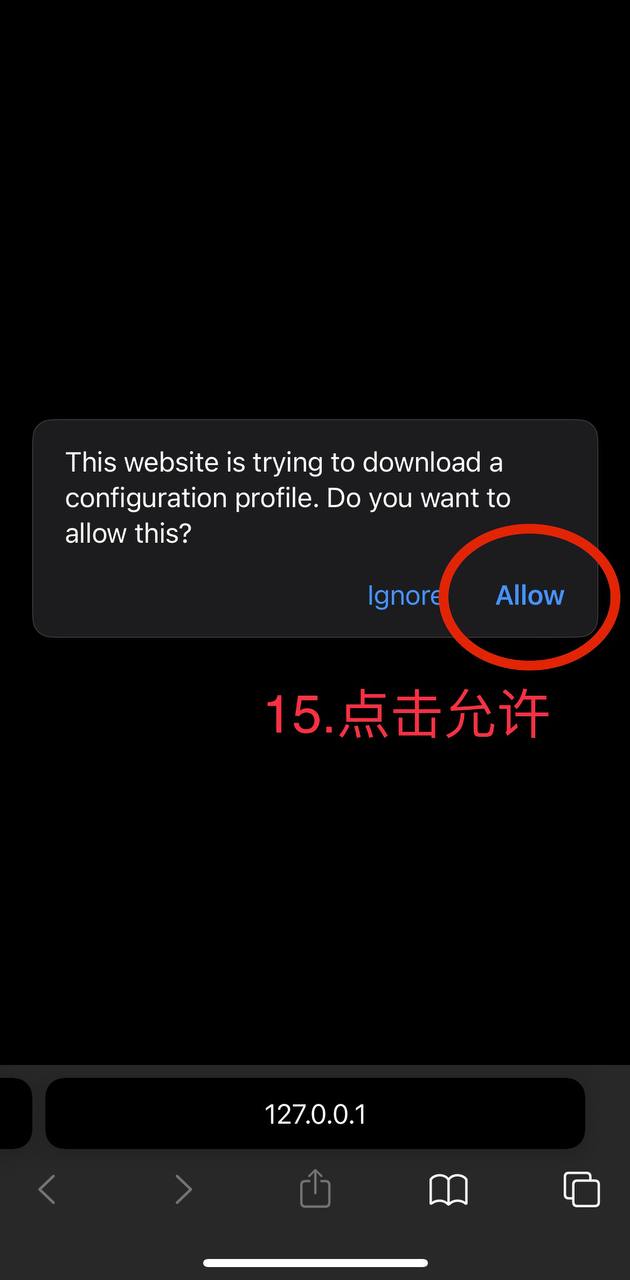 This website is trying to download a
configuration profile. Do you want to
allow this?
Ignore Allow
15.点击允许
127.0.0.1